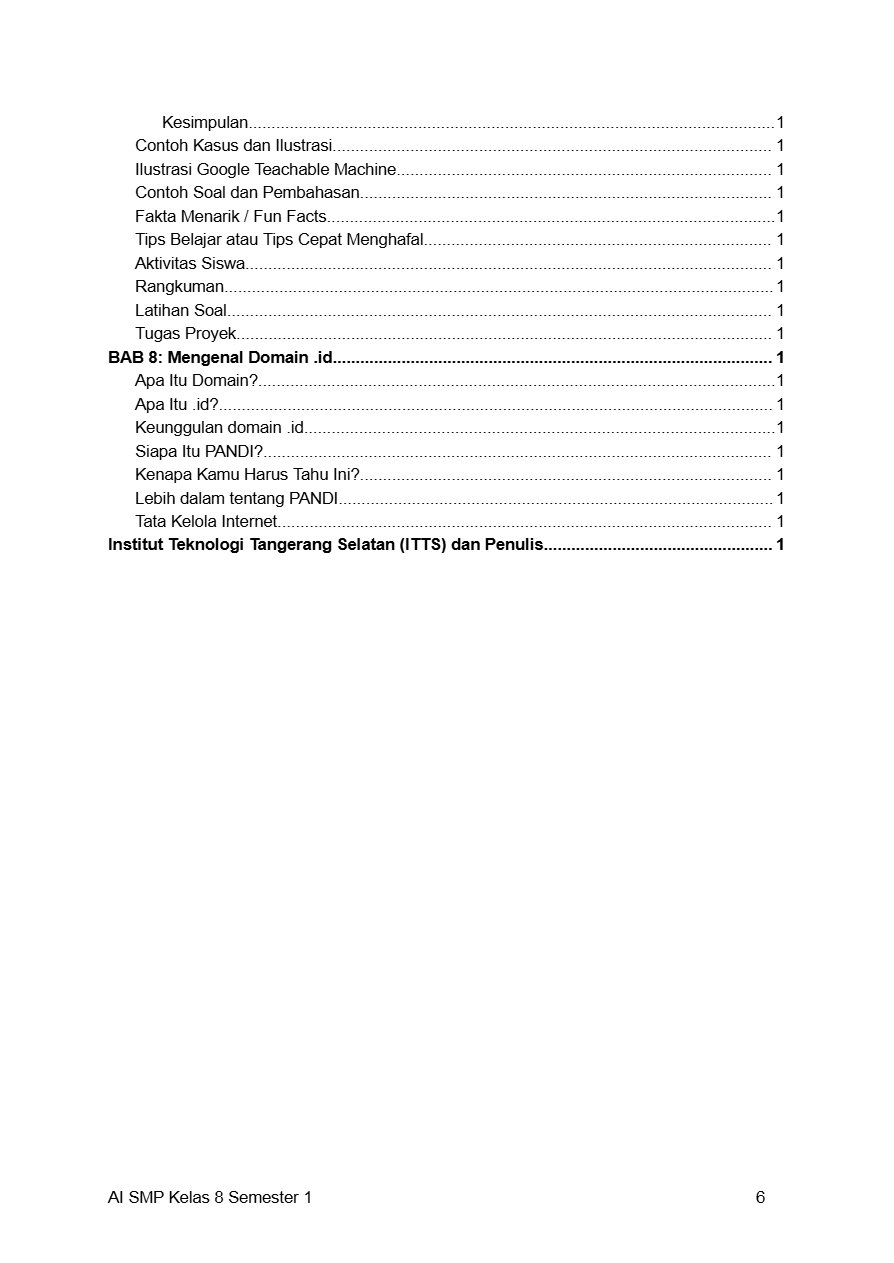 Kesimpulan...................................................................................................................1
Contoh Kasus dan Ilustrasi................................................................................................ 1
Ilustrasi Google Teachable Machine.................................................................................. 1
Contoh Soal dan Pembahasan.......................................................................................... 1
Fakta Menarik / Fun Facts..................................................................................................1
Tips Belajar atau Tips Cepat Menghafal............................................................................ 1
Aktivitas Siswa................................................................................................................... 1
Rangkuman........................................................................................................................ 1
Latihan Soal....................................................................................................................... 1
Tugas Proyek..................................................................................................................... 1
BAB 8: Mengenal Domain .id................................................................................................ 1
Apa Itu Domain?.................................................................................................................1
Apa Itu .id?......................................................................................................................... 1
Keunggulan domain .id.......................................................................................................1
Siapa Itu PANDI?............................................................................................................... 1
Kenapa Kamu Harus Tahu Ini?.......................................................................................... 1
Lebih dalam tentang PANDI............................................................................................... 1
Tata Kelola Internet............................................................................................................ 1
Institut Teknologi Tangerang Selatan (ITTS) dan Penulis.................................................. 1
AI SMP Kelas 8 Semester 1 6